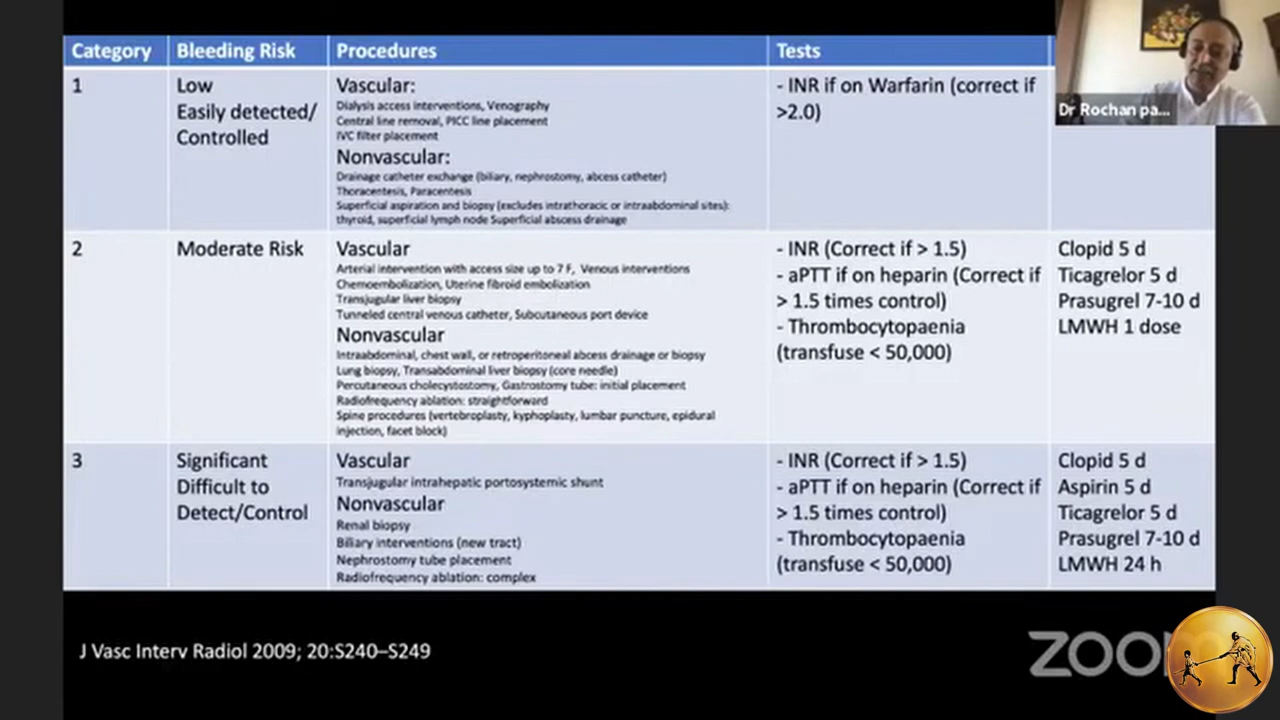 Category Bleeding Risk Procedures Tests
1
Low
Easily detected/
Controlled
Vascular:
Dialysis access interventions, Venography
Central line removal, PICC line placement
IVC filter placement
Nonvascular:
Drainage catheter exchange (biliary, nephrostomy, abcess catheter)
Thoracentesis, Paracentesis
Superficial aspiration and biopsy (excludes intrathoracic or intraabdominal sites):
thyroid, superficial lymph node Superficial abscess drainage
- INR if on Warfarin (correct if
>2.0)
2
Moderate Risk
Vascular
Arterial intervention with access size up to 7 F, Venous interventions
Chemoembolization, Uterine fibroid embolization
Transjugular liver biopsy
Tunneled central venous catheter, Subcutaneous port device
Nonvascular
Intraabdominal, chest wall, or retroperitoneal abcess drainage or biopsy
Lung biopsy, Transabdominal liver biopsy (core needle)
Percutaneous cholecystostomy, Gastrostomy tube: initial placement
Radiofrequency ablation: straightforward
Spine procedures (vertebroplasty, kyphoplasty, lumbar puncture, epidural
injection, facet block)
- INR (Correct if > 1.5)
- aPTT if on heparin (Correct if
> 1.5 times control)
- Thrombocytopaenia
(transfuse < 50,000)
Clopid 5 d
Ticagrelor 5 d
Prasugrel 7-10 d
LMWH 1 dose
3
Significant
Difficult to
Detect/Control
Vascular
Transjugular intrahepatic portosystemic shunt
Nonvascular
Renal biopsy
Biliary interventions (new tract)
Nephrostomy tube placement
Radiofrequency ablation: complex
- INR (Correct if > 1.5)
- aPTT if on heparin (Correct if
> 1.5 times control)
- Thrombocytopaenia
(transfuse < 50,000)
Clopid 5 d
Aspirin 5 d
Ticagrelor 5 d
Prasugrel 7-10 d
LMWH 24 h
J Vasc Interv Radiol 2009; 20:S240–S249
Dr Rochan pa...